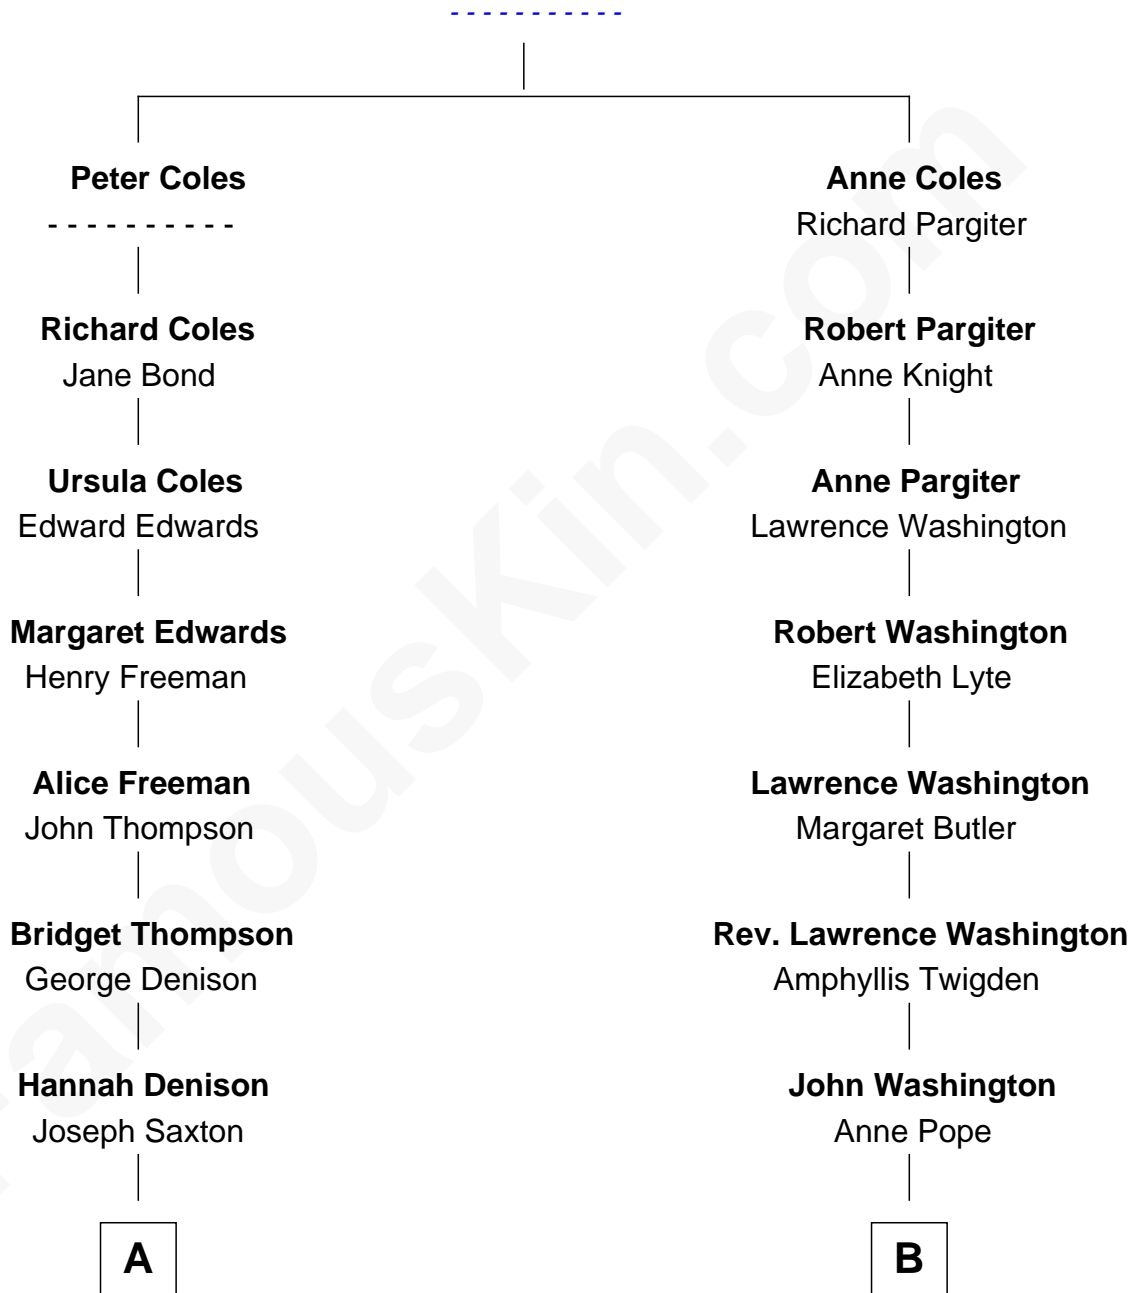 - - - - - - - - - - -
Peter Coles
- - - - - - - - - -
Anne Coles
Richard Pargiter
Richard Coles
Jane Bond
Robert Pargiter
Anne Knight
Ursula Coles
Edward Edwards
Anne Pargiter
Lawrence Washington
Margaret Edwards
Henry Freeman
Robert Washington
Elizabeth Lyte
Alice Freeman
John Thompson
Lawrence Washington
Margaret Butler
Bridget Thompson
George Denison
Rev. Lawrence Washington
Amphyllis Twigden
Hannah Denison
Joseph Saxton
John Washington
Anne Pope
A
B
FamousKin.com